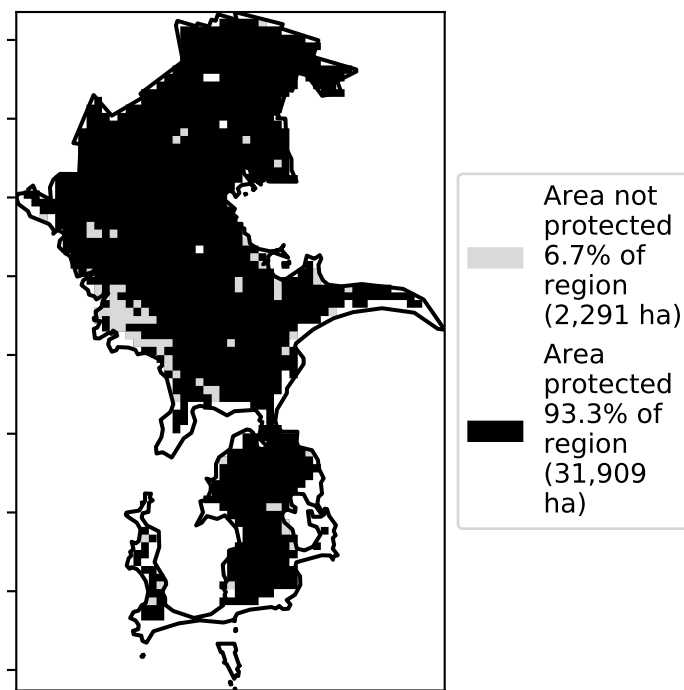 Area not
protected
6.7% of
region
(2,291 ha)
Area
protected
93.3% of
region
(31,909
ha)